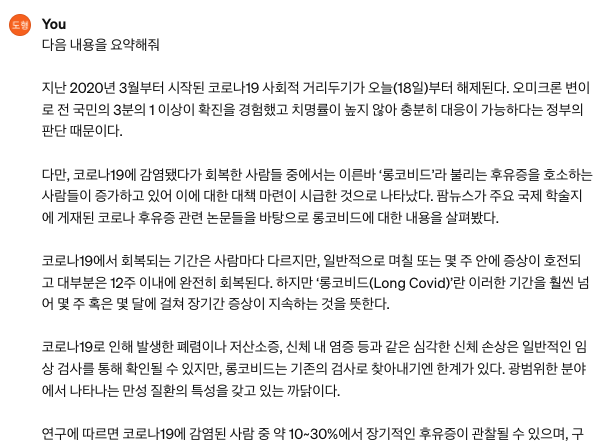 도형
You
다음 내용을 요약해줘
지난 2020년 3월부터 시작된 코로나19 사회적 거리두기가 오늘(18일)부터 해제된다. 오미크론 변이
로 전 국민의 3분의 1 이상이 확진을 경험했고 치명률이 높지 않아 충분히 대응이 가능하다는 정부의
판단 때문이다.
다만, 코로나19에 감염됐다가 회복한 사람들 중에서는 이른바 ‘롱코비드’라 불리는 후유증을 호소하는
사람들이 증가하고 있어 이에 대한 대책 마련이 시급한 것으로 나타났다. 팜뉴스가 주요 국제 학술지
에 게재된 코로나 후유증 관련 논문들을 바탕으로 롱코비드에 대한 내용을 살펴봤다.
코로나19에서 회복되는 기간은 사람마다 다르지만, 일반적으로 며칠 또는 몇 주 안에 증상이 호전되
고 대부분은 12주 이내에 완전히 회복된다. 하지만 ‘롱코비드(Long Covid)’란 이러한 기간을 훨씬 넘
어 몇 주 혹은 몇 달에 걸쳐 장기간 증상이 지속하는 것을 뜻한다.
코로나19로 인해 발생한 폐렴이나 저산소증, 신체 내 염증 등과 같은 심각한 신체 손상은 일반적인 임
상 검사를 통해 확인될 수 있지만, 롱코비드는 기존의 검사로 찾아내기엔 한계가 있다. 광범위한 분야
에서 나타나는 만성 질환의 특성을 갖고 있는 까닭이다.
연구에 따르면 코로나19에 감염된 사람 중 약 10~30%에서 장기적인 후유증이 관찰될 수 있으며, 구